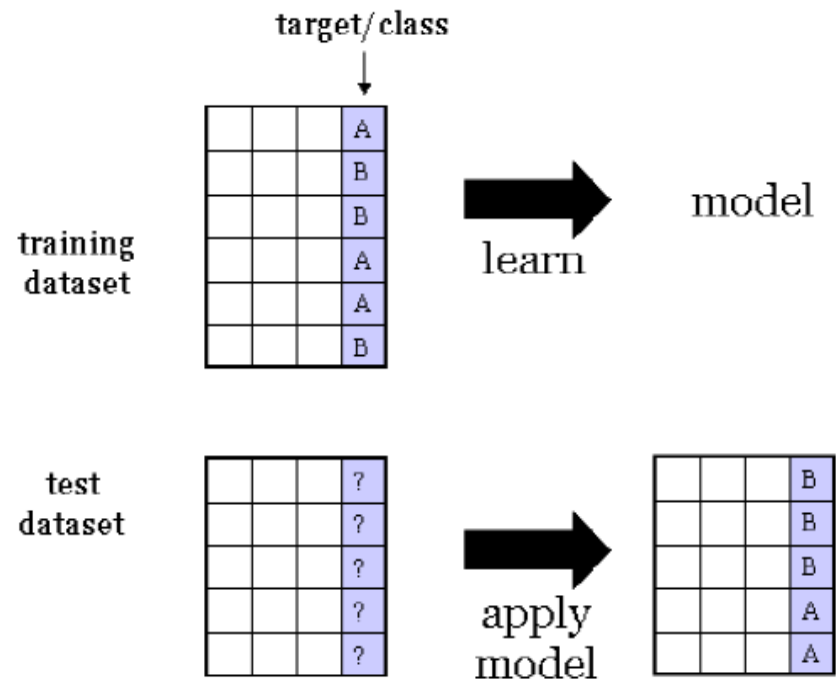 target/class
A
B
B
A
A
B
training
dataset
learn
model
test
dataset
?
?
?
?
?
apply
model
B
B
B
A
A